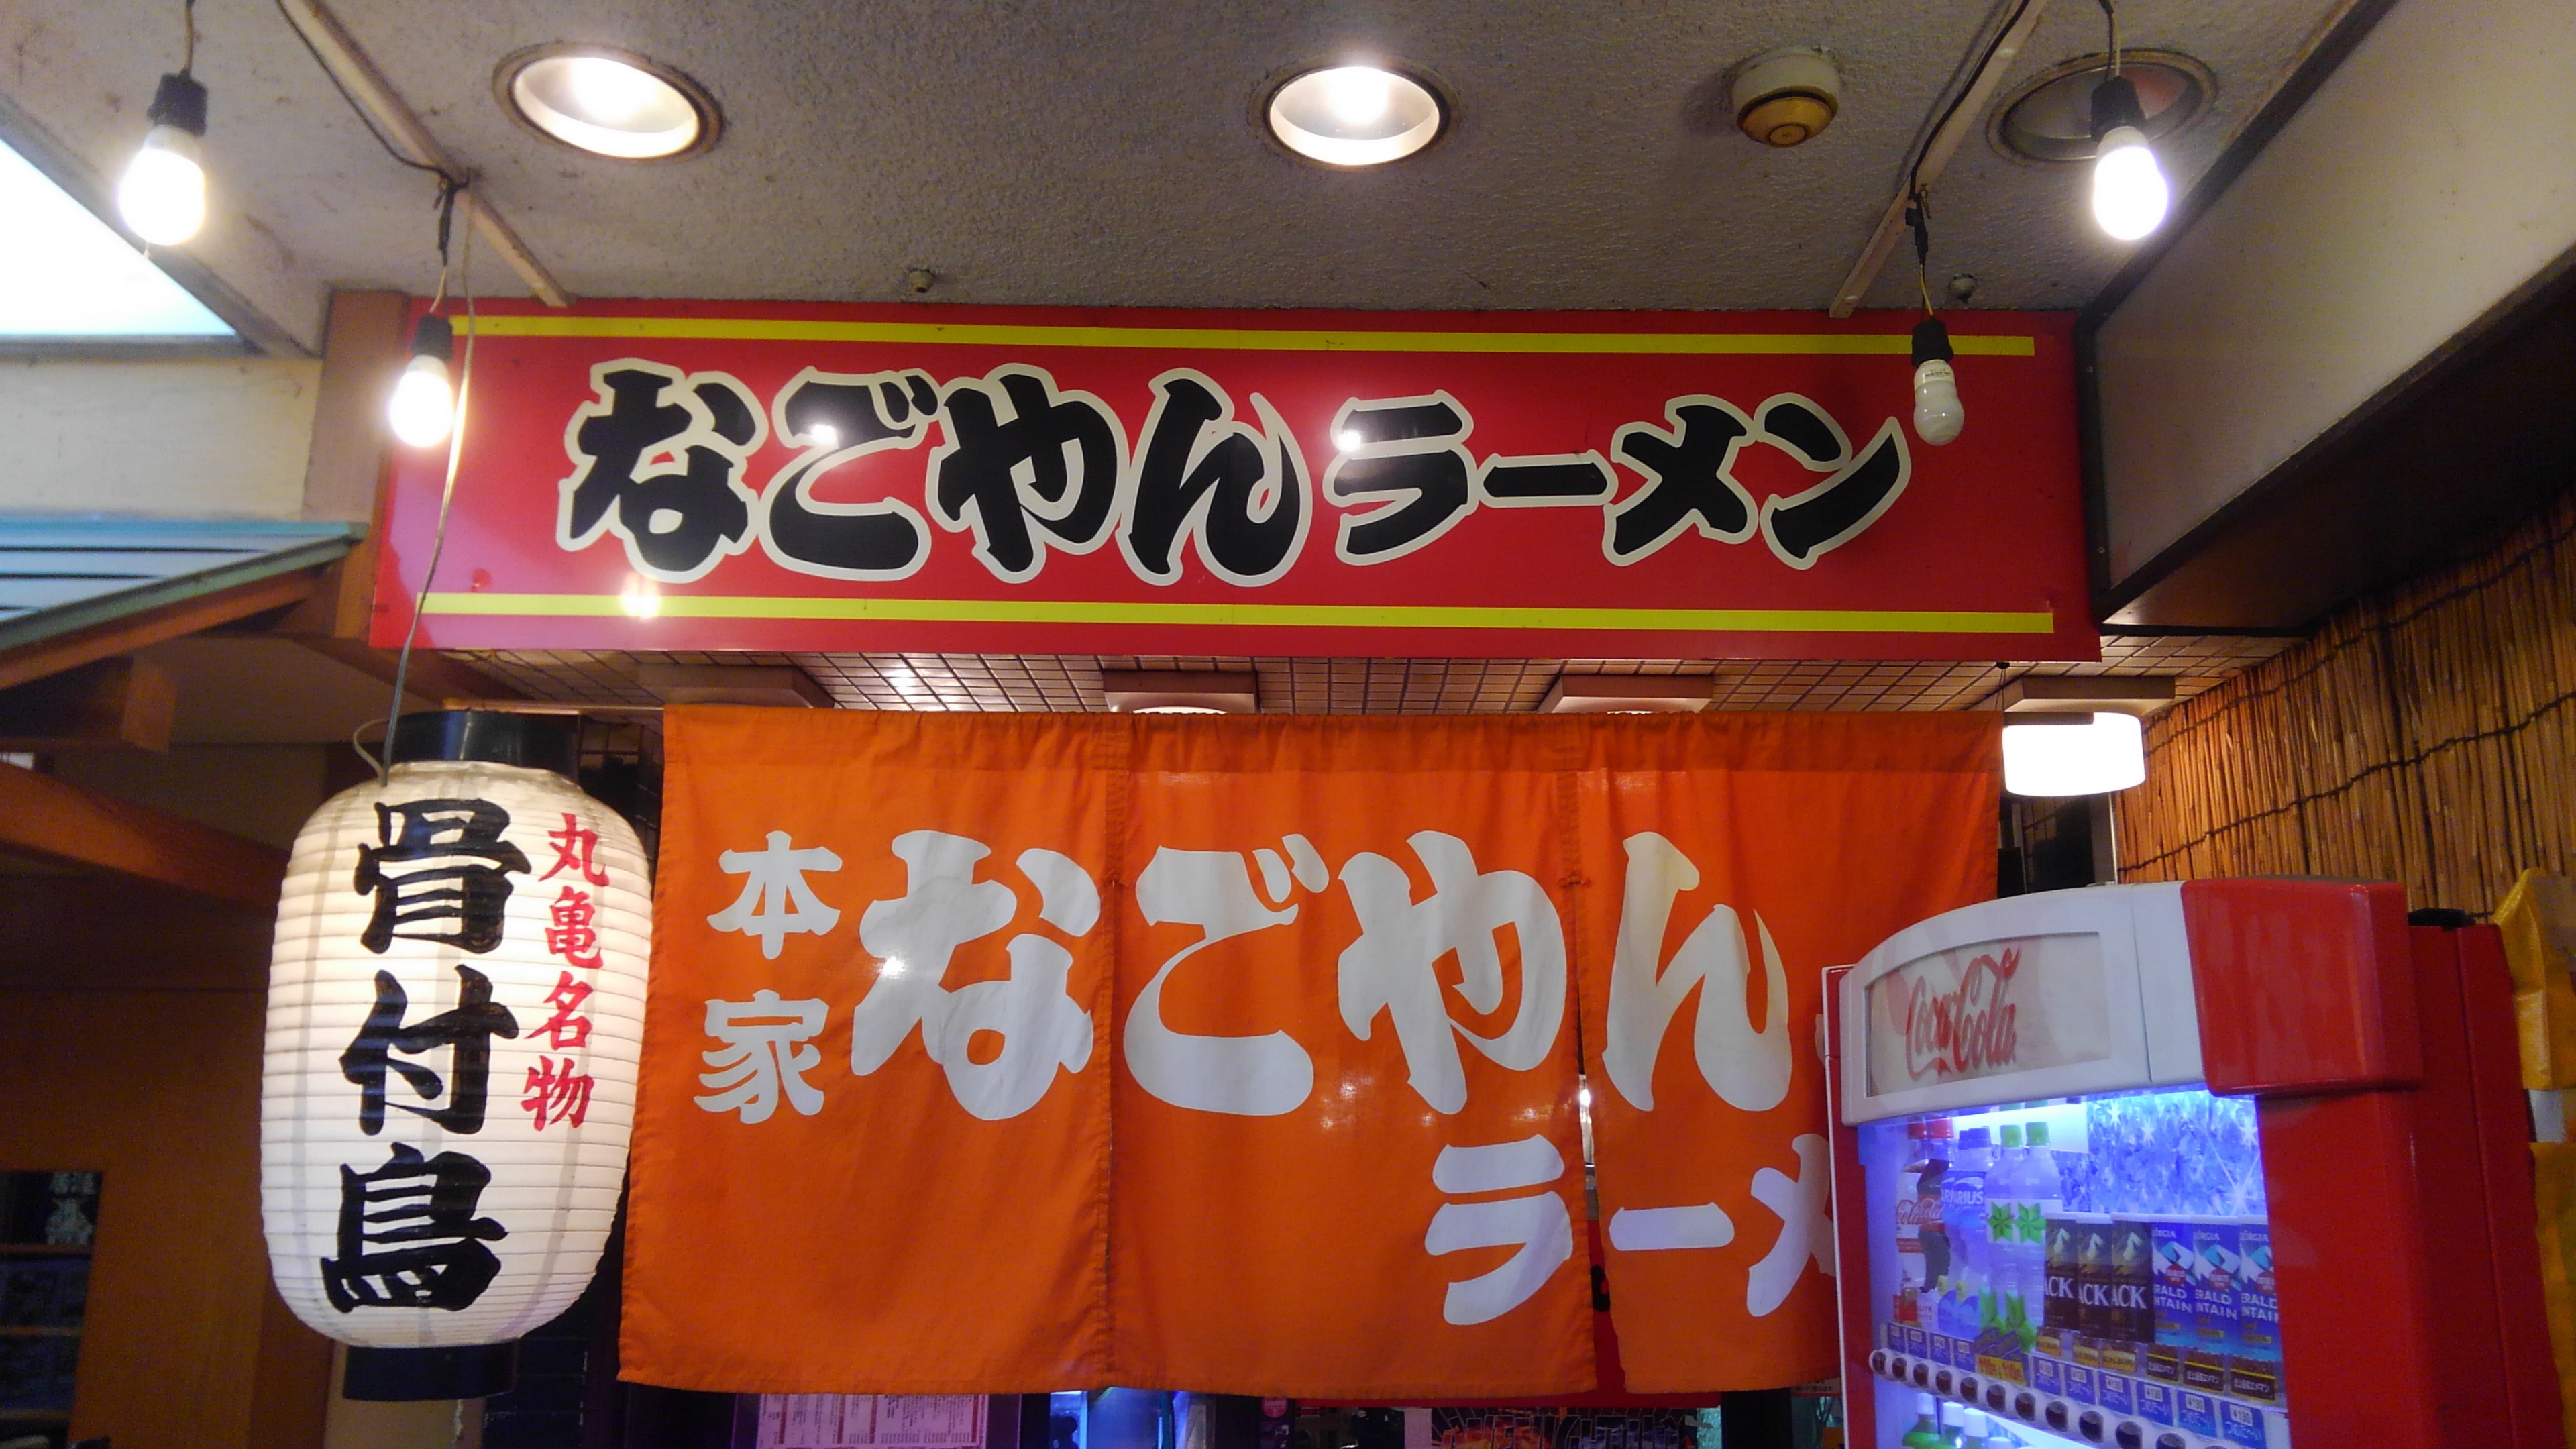 なごやんラーメン
丸亀名物
骨付鳥
本家
なごやん
ラーメ
Coca-Cola